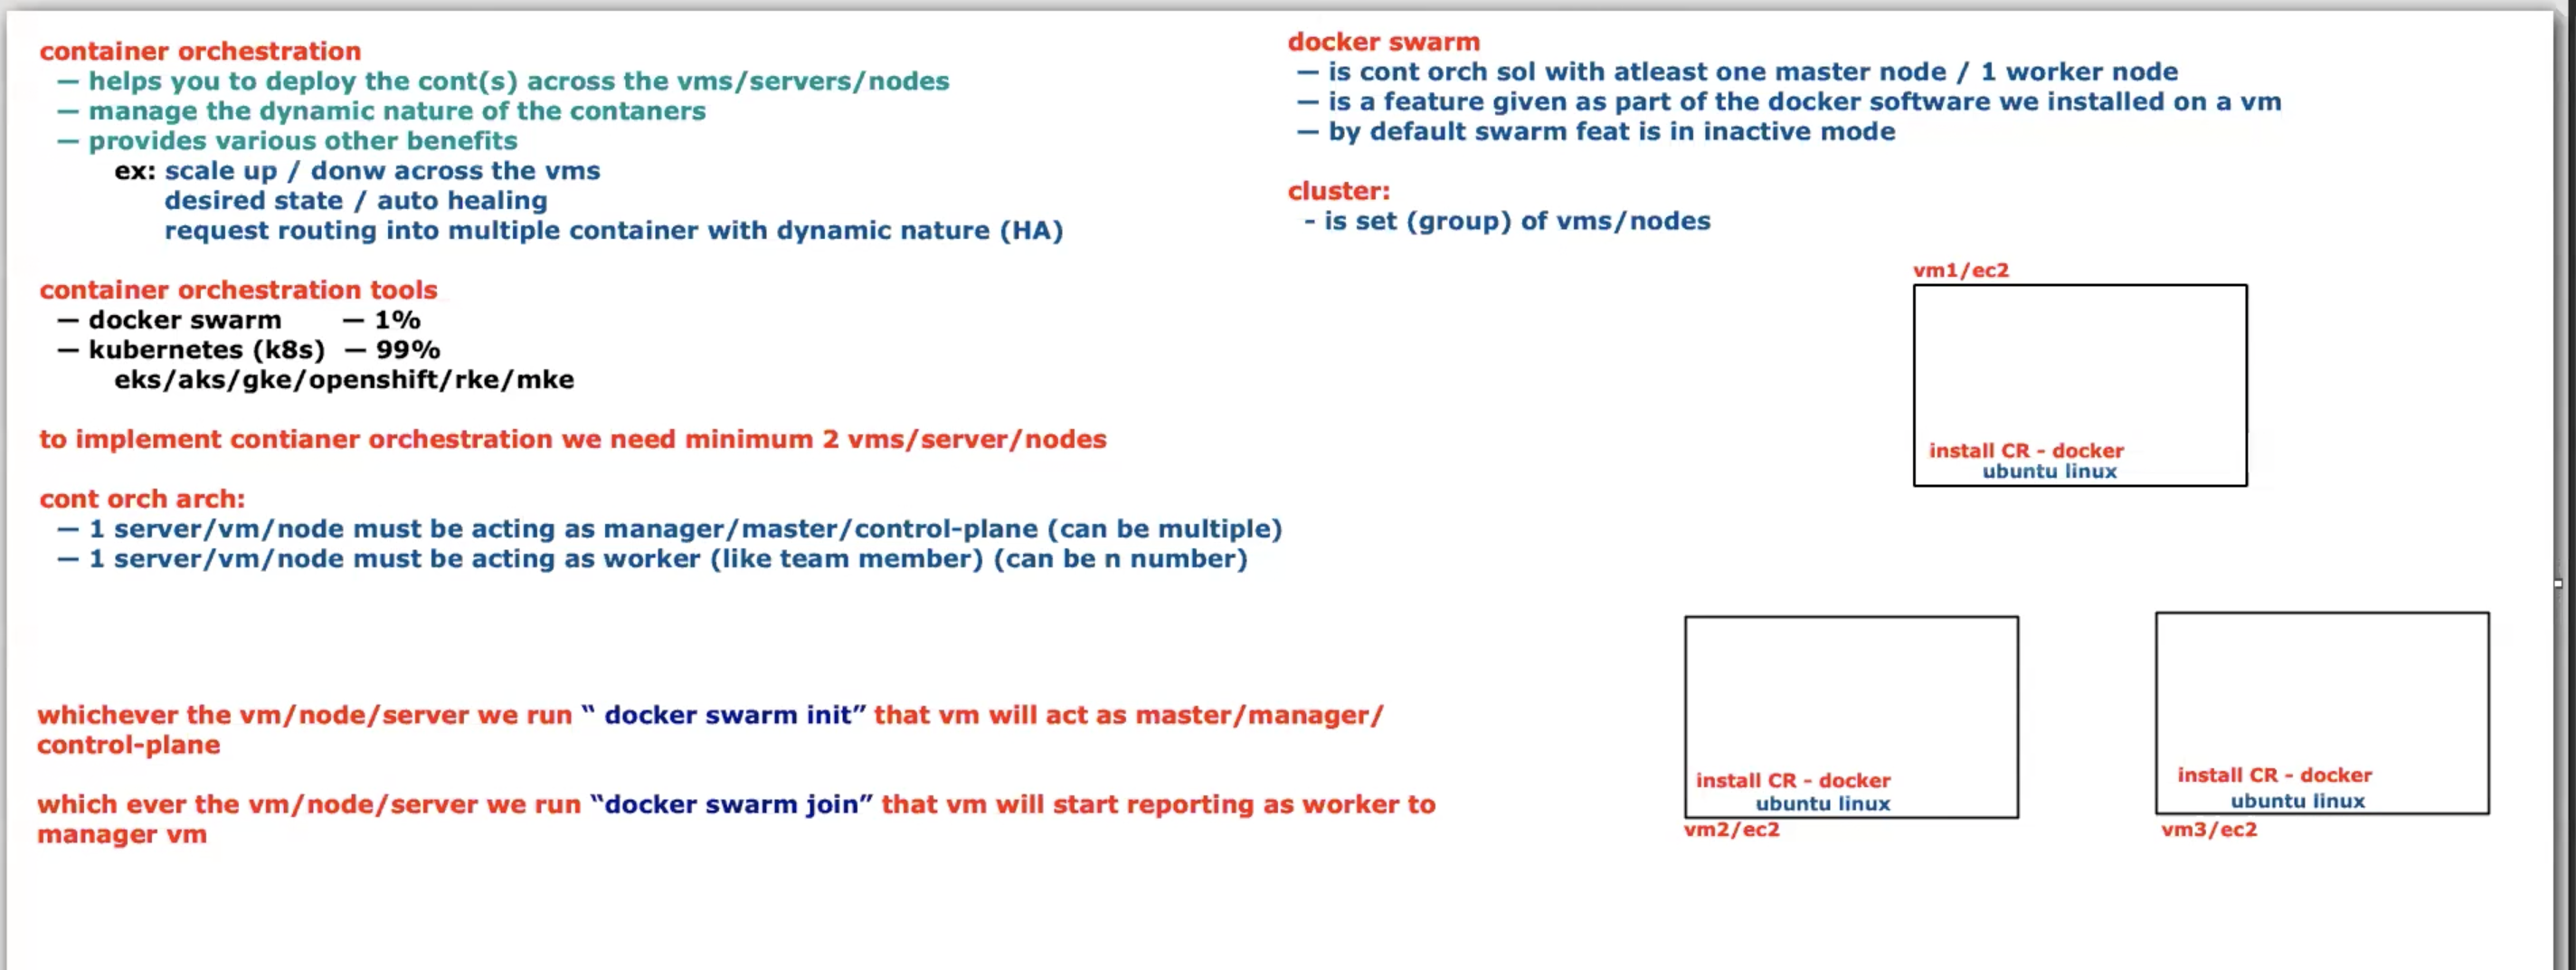 container orchestration
— helps you to deploy the cont(s) across the vms/servers/nodes
— manage the dynamic nature of the contaners
— provides various other benefits
ex: scale up / donw across the vms
desired state / auto healing
request routing into multiple container with dynamic nature (HA)
container orchestration tools
— docker swarm — 1%
— kubernetes (k8s) — 99%
eks/aks/gke/openshift/rke/mke
to implement contianer orchestration we need minimum 2 vms/server/nodes
cont orch arch:
— 1 server/vm/node must be acting as manager/master/control-plane (can be multiple)
— 1 server/vm/node must be acting as worker (like team member) (can be n number)
whichever the vm/node/server we run “ docker swarm init” that vm will act as master/manager/
control-plane
which ever the vm/node/server we run “docker swarm join” that vm will start reporting as worker to
manager vm
docker swarm
— is cont orch sol with atleast one master node / 1 worker node
— is a feature given as part of the docker software we installed on a vm
— by default swarm feat is in inactive mode
cluster:
- is set (group) of vms/nodes
vm1/ec2
install CR - docker
ubuntu linux
install CR - docker
ubuntu linux
vm2/ec2
install CR - docker
ubuntu linux
vm3/ec2